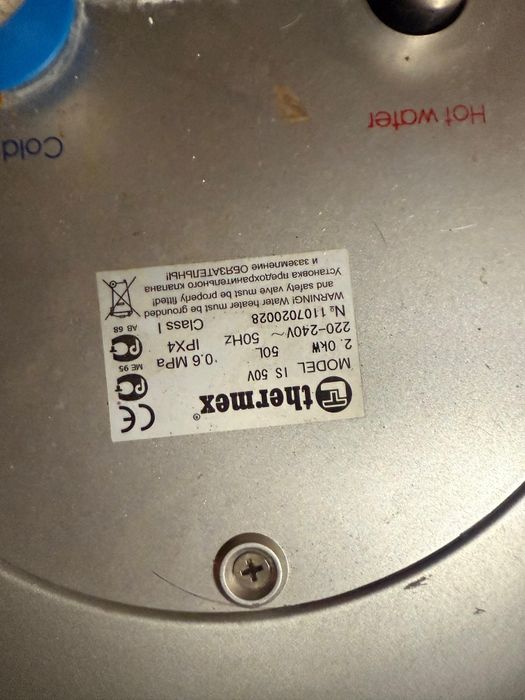 thermex®
MODEL IS 50V
2.0kW 50L 0.6 MPa
220-240V~ 50Hz IPX4
№ 1107020028 Class I
WARNING! Water heater must be grounded
and safety valve must be properly fitted!
Установка предохранительного клапана
и заземление ОБЯЗАТЕЛЬНЫ!
CE
ME 95
AB 68
Cold
Hot water